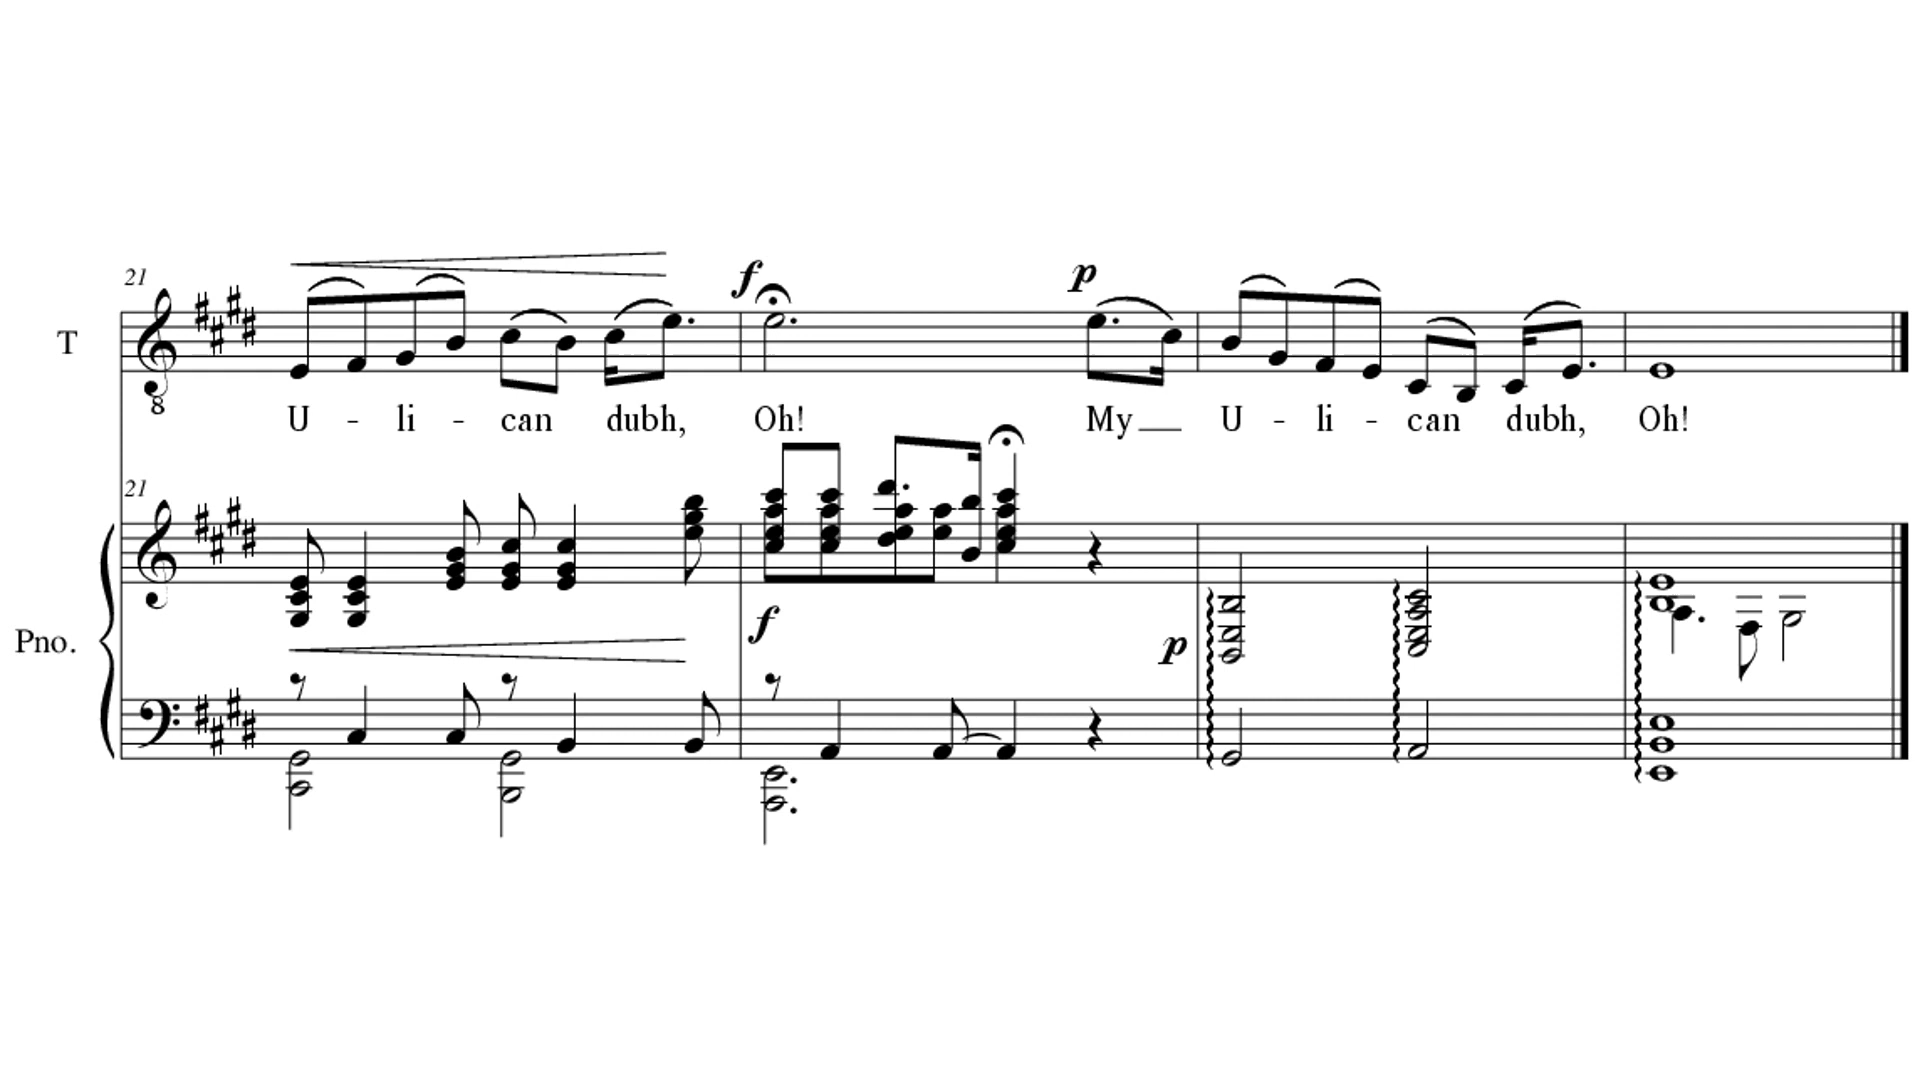 21
f
p
T
8
U - li - can dubh, Oh! My U - li - can dubh, Oh!
21
f
p
Pno.